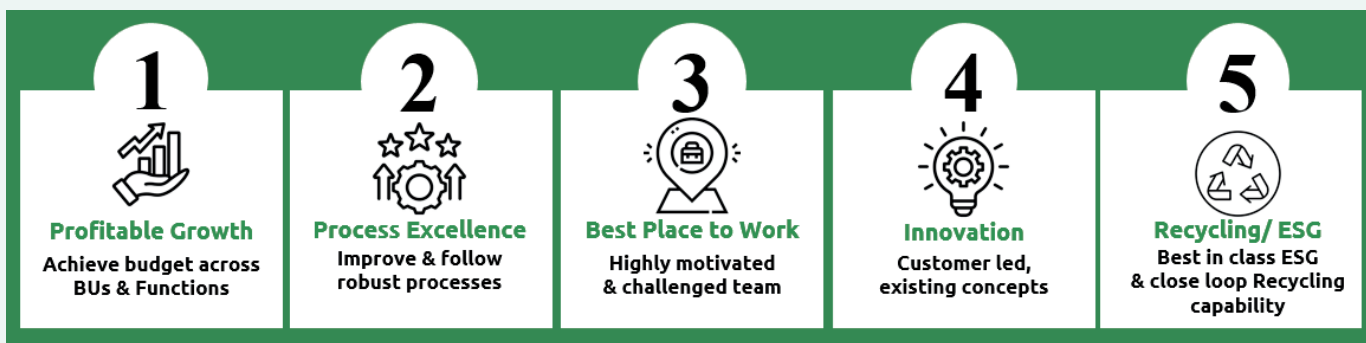 1
Profitable Growth
Achieve budget across
BUs & Functions
2
Process Excellence
Improve & follow
robust processes
3
Best Place to Work
Highly motivated
& challenged team
4
Innovation
Customer led,
existing concepts
5
Recycling/ ESG
Best in class ESG
& close loop Recycling
capability